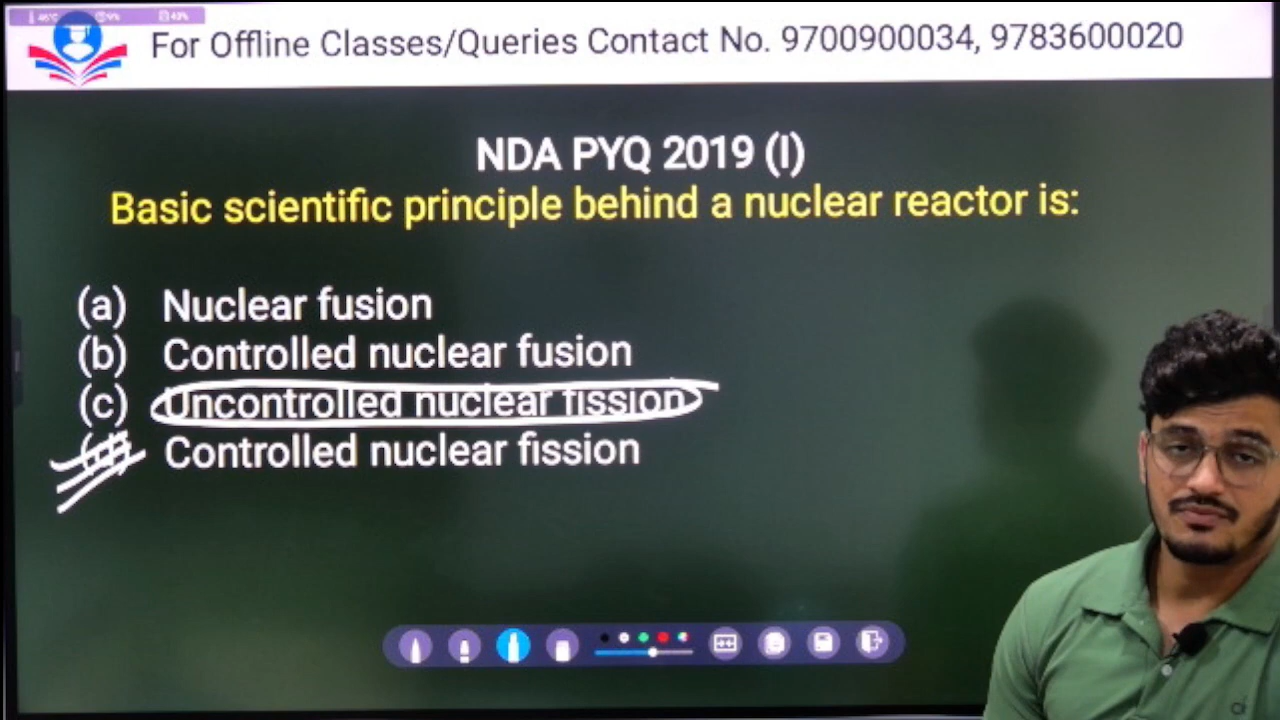 For Offline Classes/Queries Contact No. 9700900034, 9783600020
NDA PYQ 2019 (I)
Basic scientific principle behind a nuclear reactor is:
(a) Nuclear fusion
(b) Controlled nuclear fusion
(c) Uncontrolled nuclear fission
(d) Controlled nuclear fission